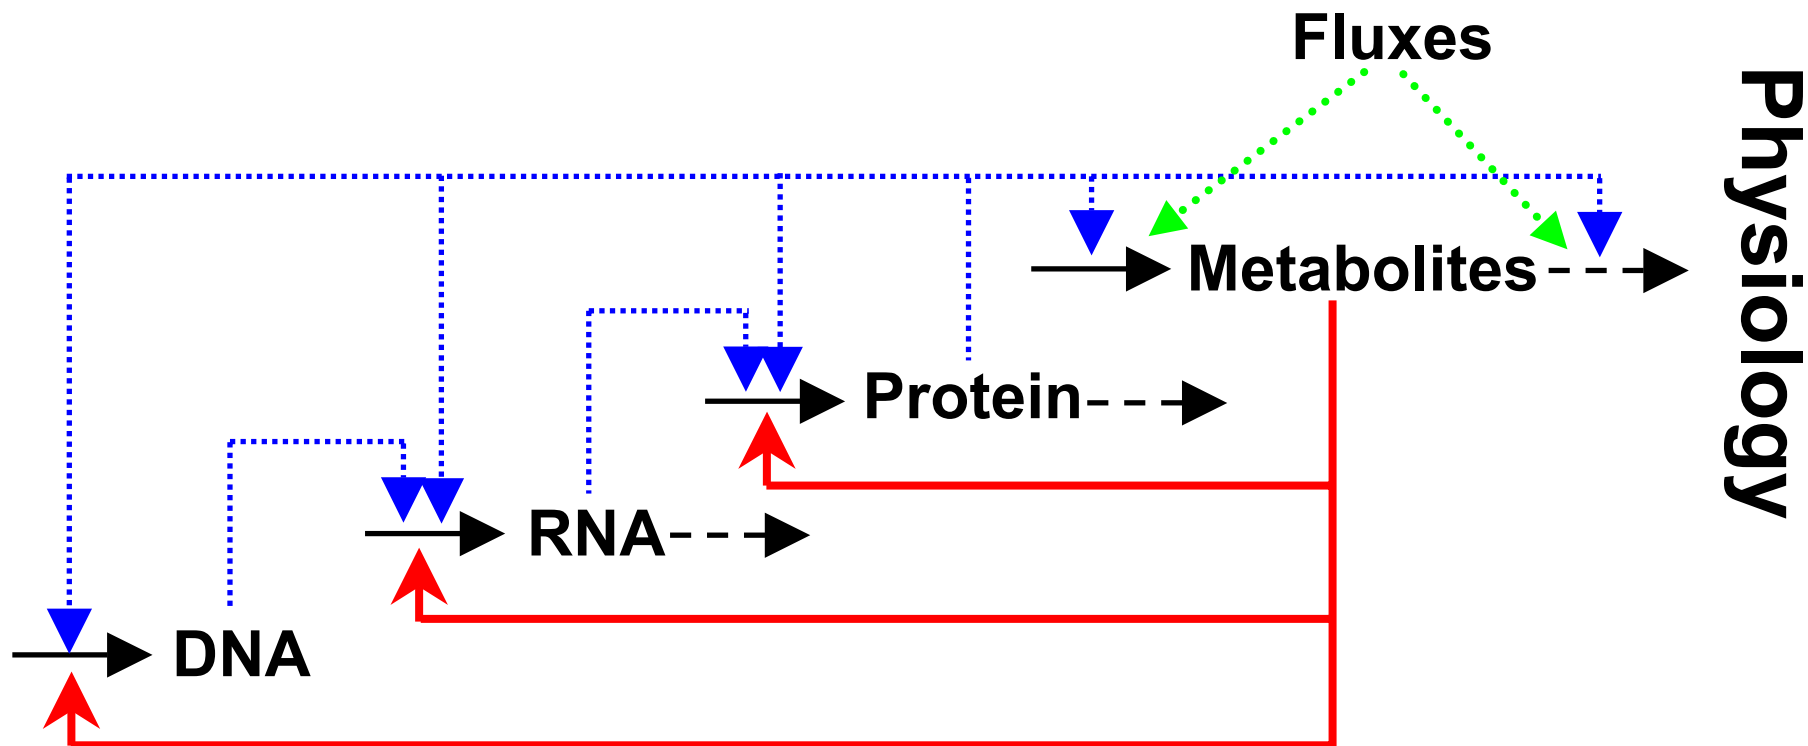 Fluxes
Physiology
Metabolites
Protein
RNA
DNA